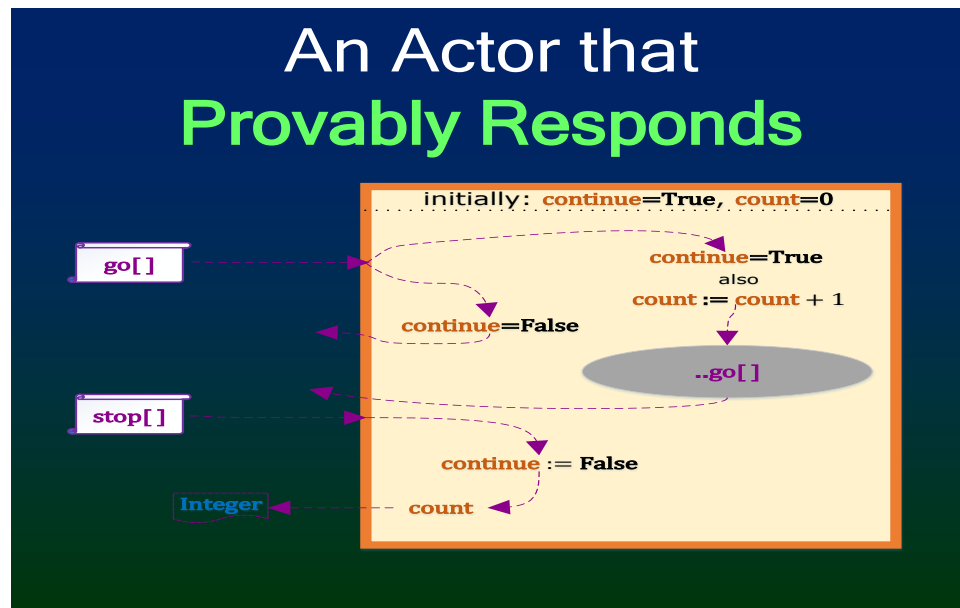 An Actor that
Provably Responds
initially: continue=True, count=0
go[]
continue=True
also
count := count + 1
continue=False
..go[]
stop[]
continue := False
Integer
count